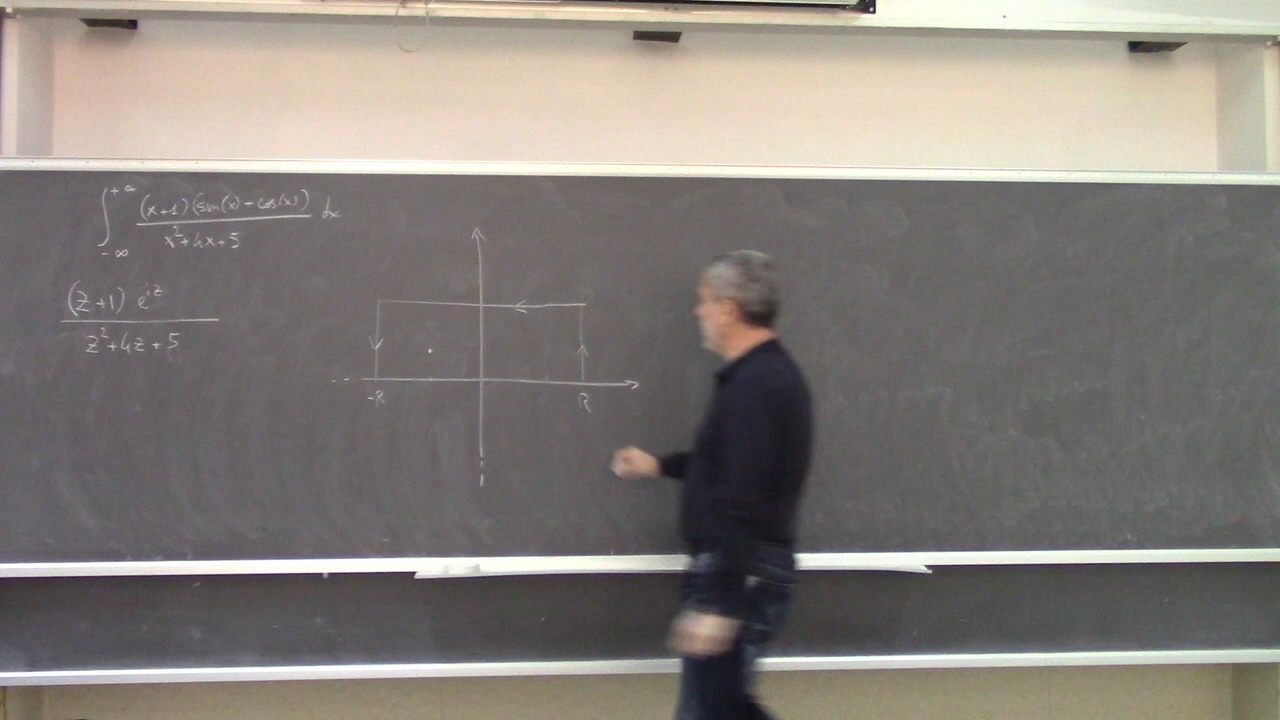 ∫_{-∞}^{+∞} (x+1)(sin(x) - cos(x)) / (x²+4x+5) dx
(z+1) e^{iz} / (z²+4z+5)
-R R